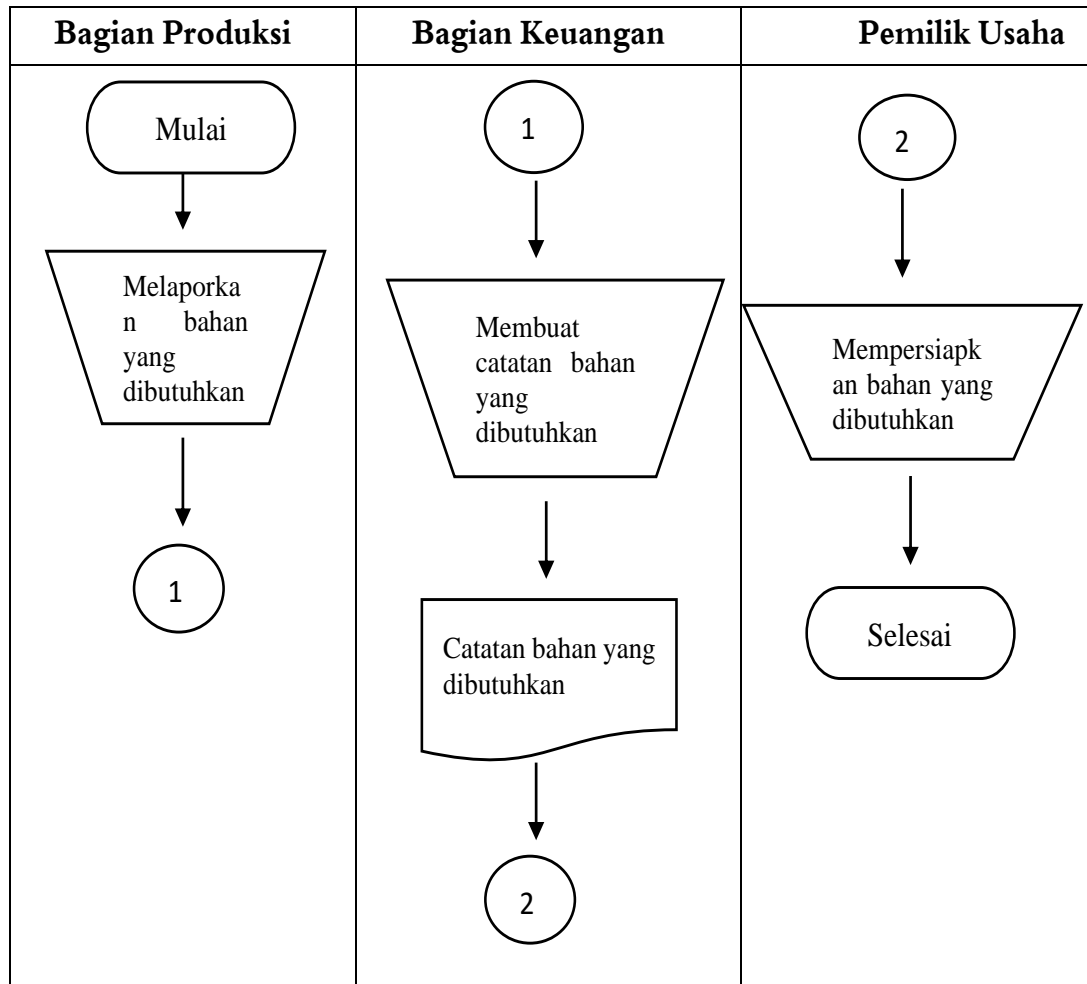 Bagian Produksi
Bagian Keuangan
Pemilik Usaha
Mulai
Melaporka
n bahan
yang
dibutuhkan
1
1
Membuat
catatan bahan
yang
dibutuhkan
Catatan bahan yang
dibutuhkan
2
2
Mempersiapk
an bahan yang
dibutuhkan
Selesai